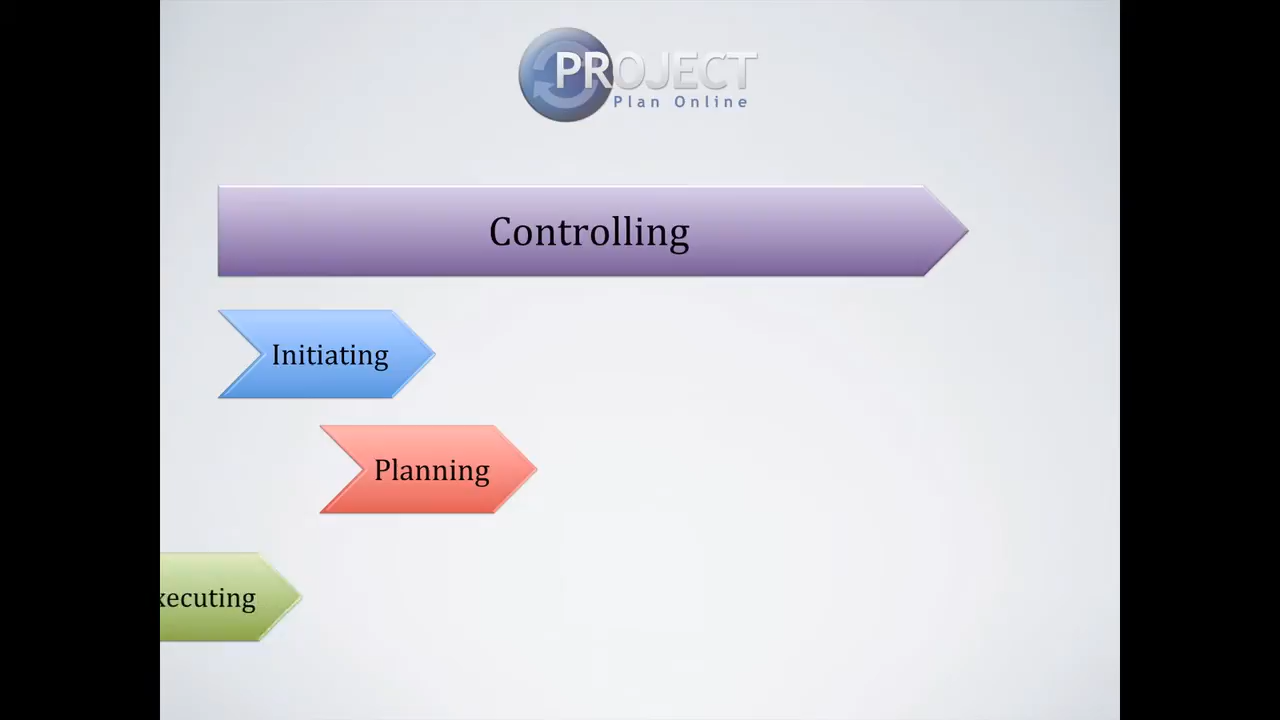 PROJECT
Plan Online
Controlling
Initiating
Planning
xecuting